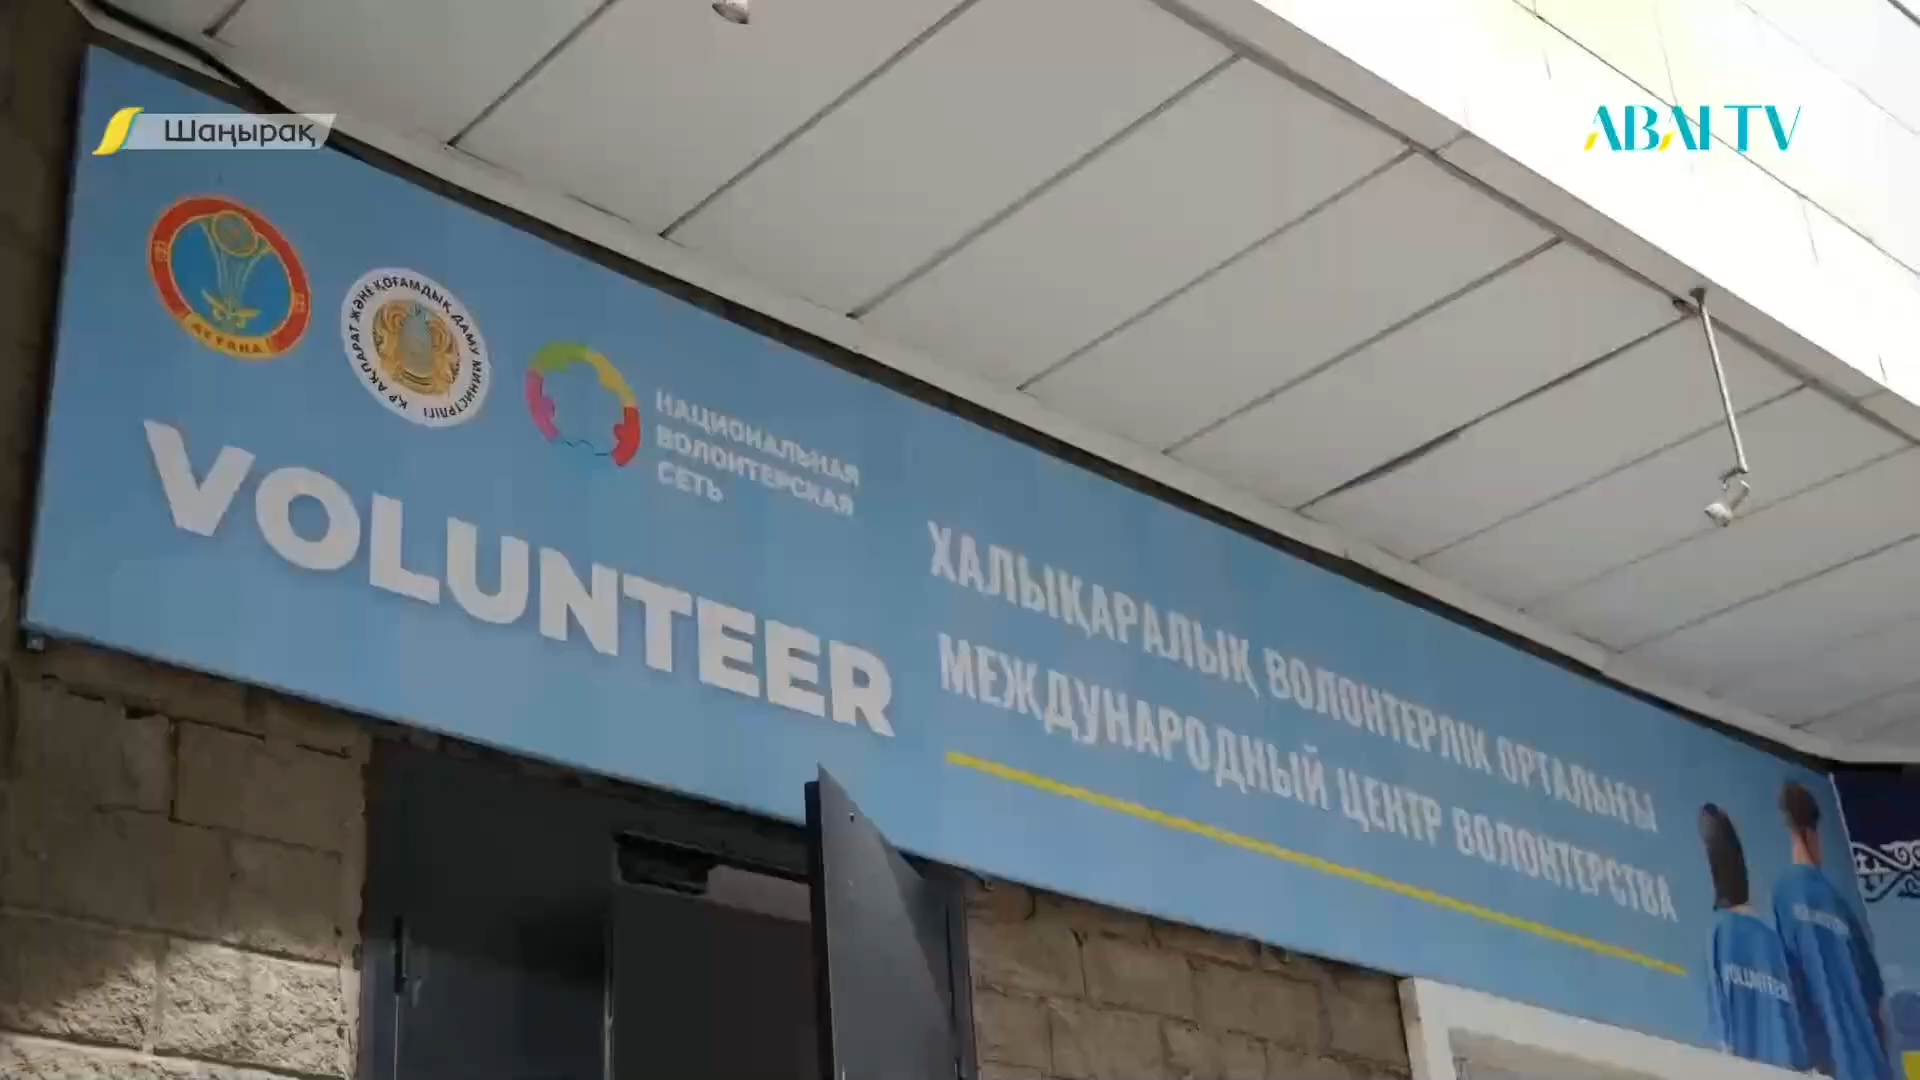 Шаңырақ
ABAI TV
АСТАНА
ҚР АҚПАРАТ ЖӘНЕ ҚОҒАМДЫҚ ДАМУ МИНИСТРЛІГІ
НАЦИОНАЛЬНАЯ
ВОЛОНТЕРСКАЯ
СЕТЬ
VOLUNTEER
ХАЛЫҚАРАЛЫҚ ВОЛОНТЕРЛІК ОРТАЛЫҒЫ
МЕЖДУНАРОДНЫЙ ЦЕНТР ВОЛОНТЕРСТВА
VOLUNTEER
VOLUNTEER